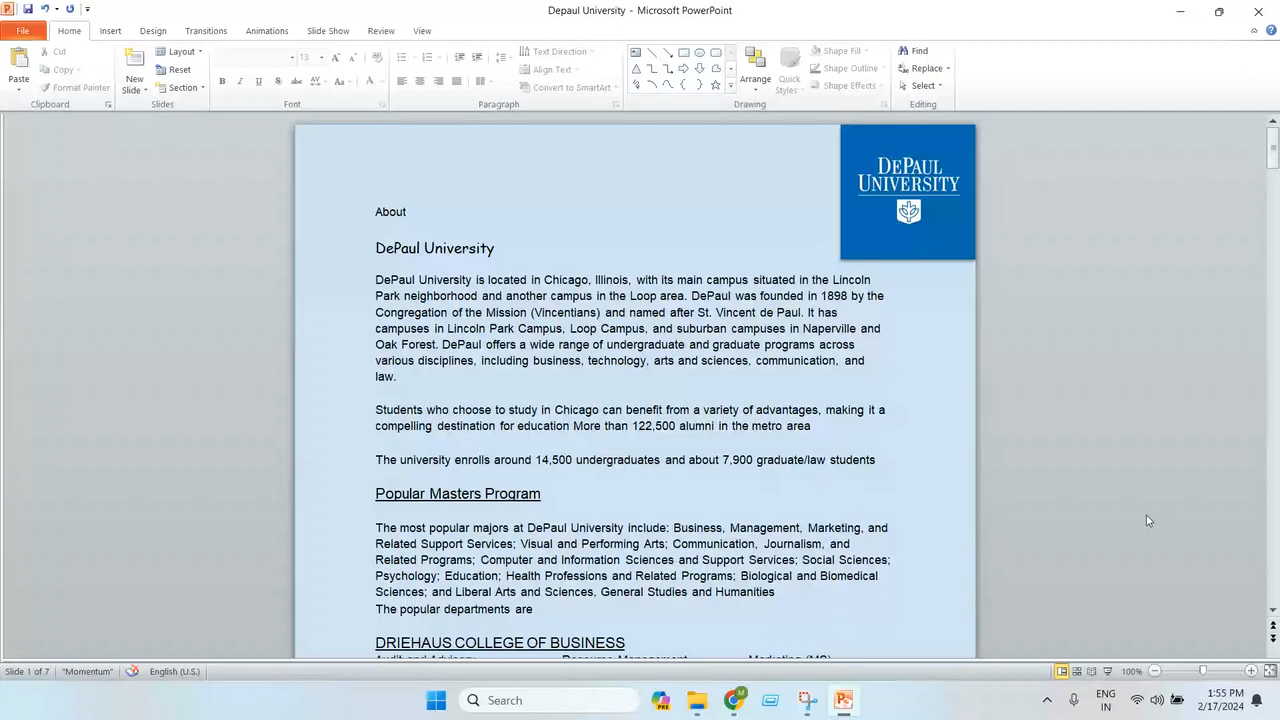 Depaul University - Microsoft PowerPoint
File Home Insert Design Transitions Animations Slide Show Review View
Paste
Cut
Copy
Format Painter
Clipboard
New Slide
Layout
Reset
Section
Slides
13
Font
Text Direction
Align Text
Convert to SmartArt
Paragraph
Arrange
Quick Styles
Shape Fill
Shape Outline
Shape Effects
Drawing
Find
Replace
Select
Editing
DEPAUL
UNIVERSITY
About
DePaul University
DePaul University is located in Chicago, Illinois, with its main campus situated in the Lincoln
Park neighborhood and another campus in the Loop area. DePaul was founded in 1898 by the
Congregation of the Mission (Vincentians) and named after St. Vincent de Paul. It has
campuses in Lincoln Park Campus, Loop Campus, and suburban campuses in Naperville and
Oak Forest. DePaul offers a wide range of undergraduate and graduate programs across
various disciplines, including business, technology, arts and sciences, communication, and
law.
Students who choose to study in Chicago can benefit from a variety of advantages, making it a
compelling destination for education More than 122,500 alumni in the metro area
The university enrolls around 14,500 undergraduates and about 7,900 graduate/law students
Popular Masters Program
The most popular majors at DePaul University include: Business, Management, Marketing, and
Related Support Services; Visual and Performing Arts; Communication, Journalism, and
Related Programs; Computer and Information Sciences and Support Services; Social Sciences;
Psychology; Education; Health Professions and Related Programs; Biological and Biomedical
Sciences; and Liberal Arts and Sciences, General Studies and Humanities
The popular departments are
DRIEHAUS COLLEGE OF BUSINESS
Audit and Advisory Resource Management Marketing (MS)
Slide 1 of 7 "Momentum" English (U.S.) 100%
Search
ENG
IN
1:55 PM
2/17/2024